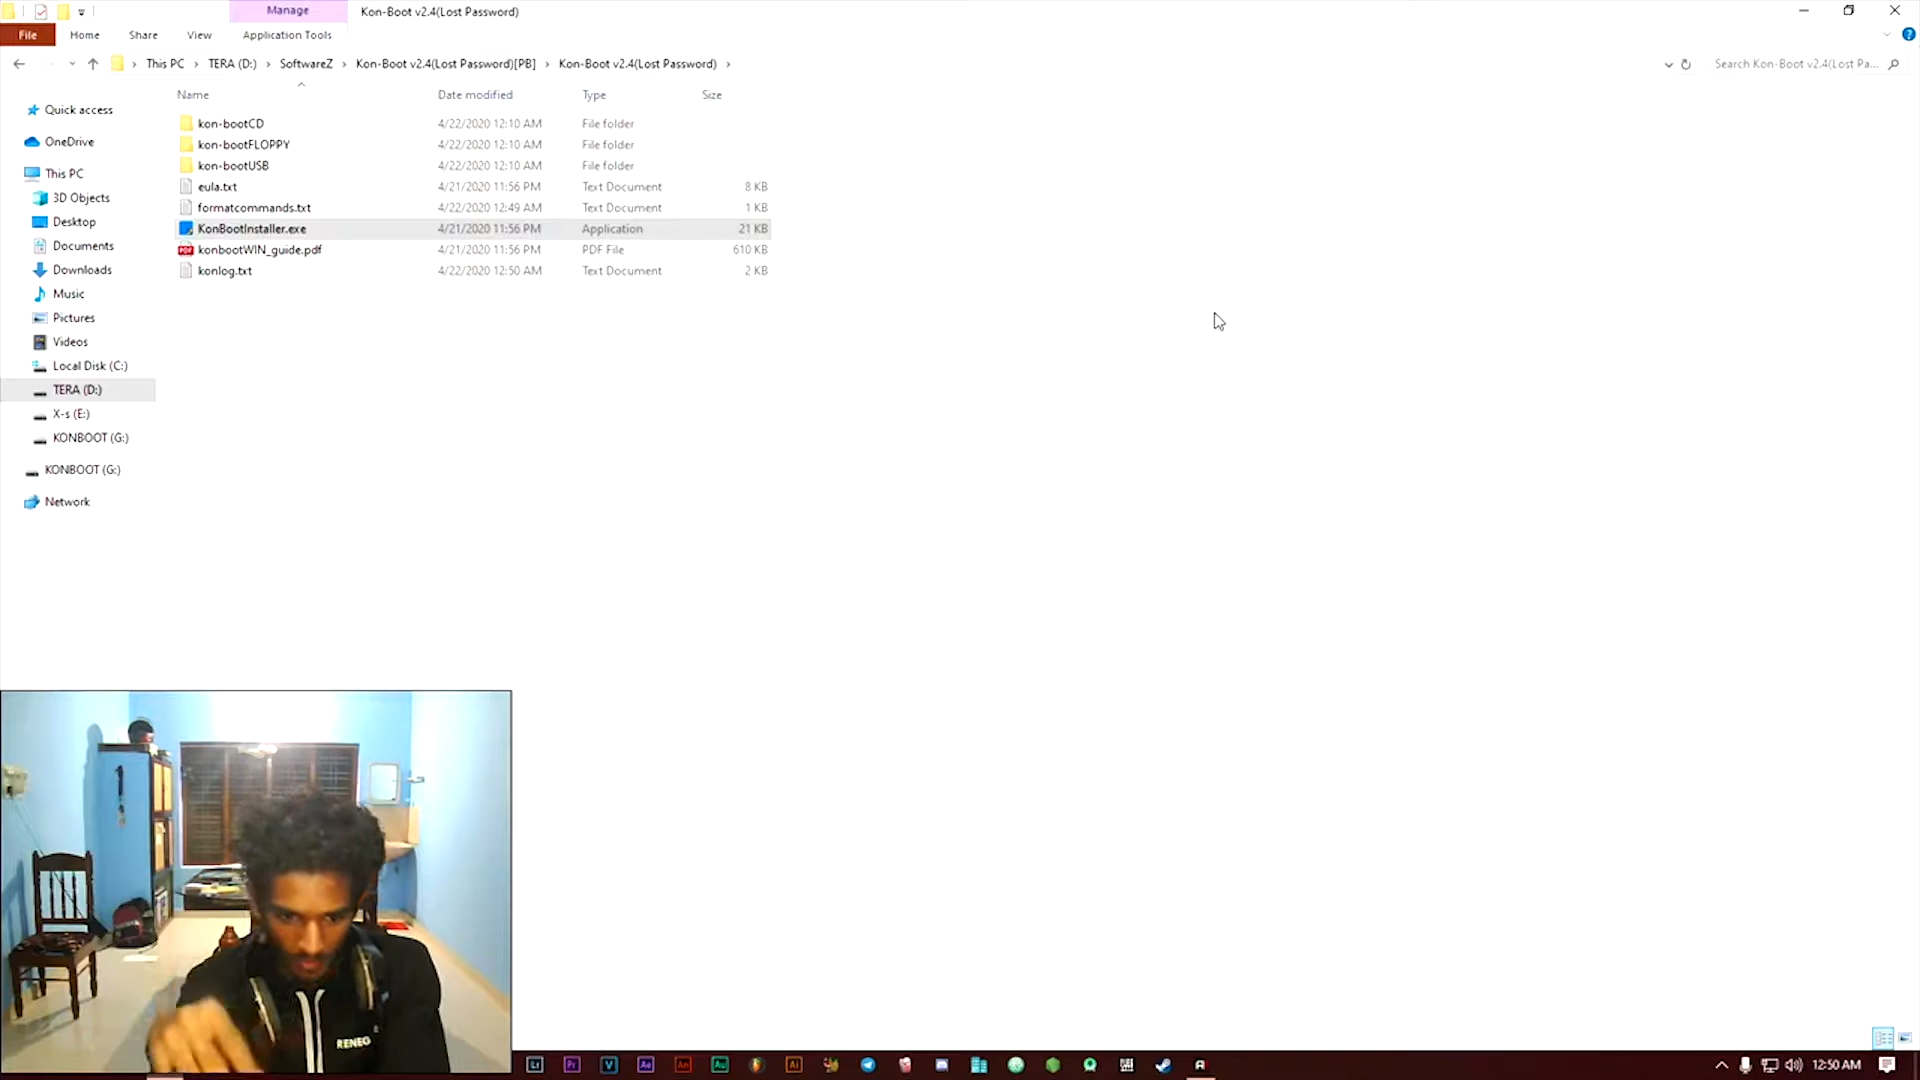 Manage
Kon-Boot v2.4(Lost Password)
File
Home
Share
View
Application Tools
This PC
TERA (D:)
SoftwareZ
Kon-Boot v2.4(Lost Password)[PB]
Kon-Boot v2.4(Lost Password)
Search Kon-Boot v2.4(Lost Pa...
Name
Date modified
Type
Size
kon-bootCD 4/22/2020 12:10 AM File folder
kon-bootFLOPPY 4/22/2020 12:10 AM File folder
kon-bootUSB 4/22/2020 12:10 AM File folder
eula.txt 4/21/2020 11:56 PM Text Document 8 KB
formatcommands.txt 4/22/2020 12:49 AM Text Document 1 KB
KonBootInstaller.exe 4/21/2020 11:56 PM Application 21 KB
konbootWIN_guide.pdf 4/21/2020 11:56 PM PDF File 610 KB
konlog.txt 4/22/2020 12:50 AM Text Document 2 KB
Quick access
OneDrive
This PC
3D Objects
Desktop
Documents
Downloads
Music
Pictures
Videos
Local Disk (C:)
TERA (D:)
X-s (E:)
KONBOOT (G:)
KONBOOT (G:)
Network
RENEG
Lr
Pr
V
Ae
An
Au
Ai
12:50 AM